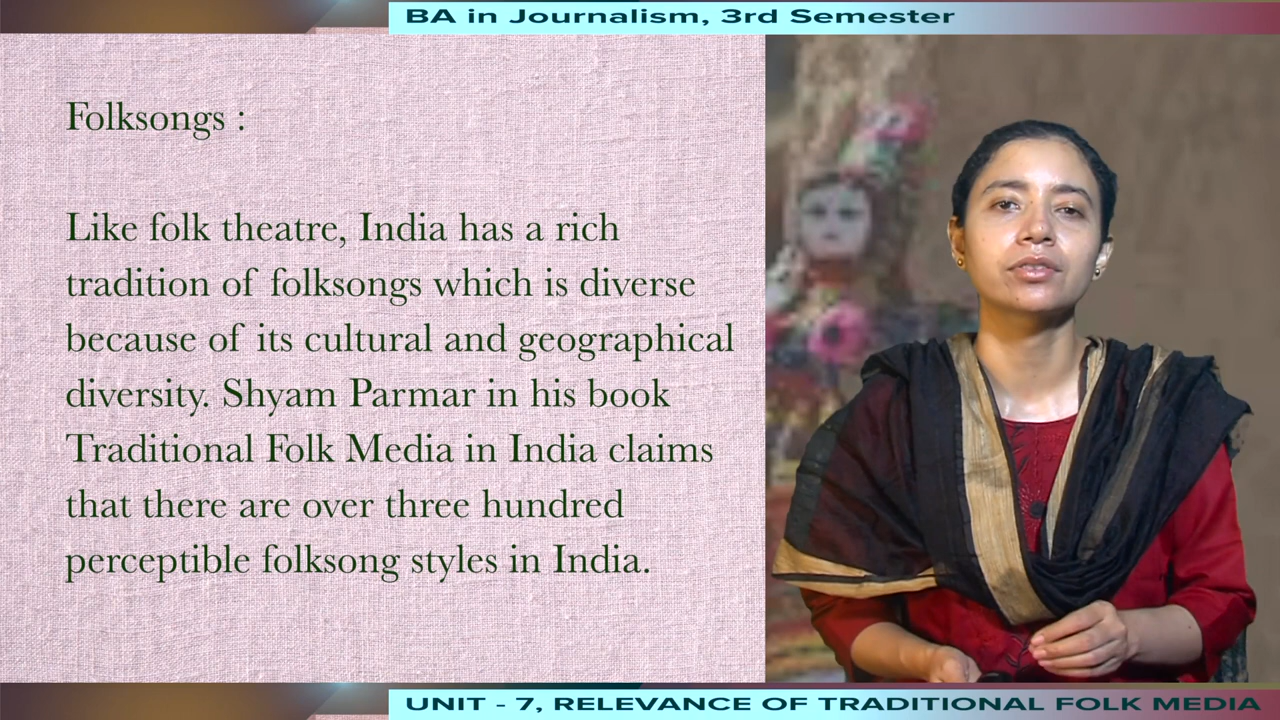 BA in Journalism, 3rd Semester
Folksongs :
Like folk theatre, India has a rich
tradition of folksongs which is diverse
because of its cultural and geographical
diversity. Shyam Parmar in his book
Traditional Folk Media in India claims
that there are over three hundred
perceptible folksong styles in India.
UNIT - 7, RELEVANCE OF TRADITIONAL FOLK MEDIA